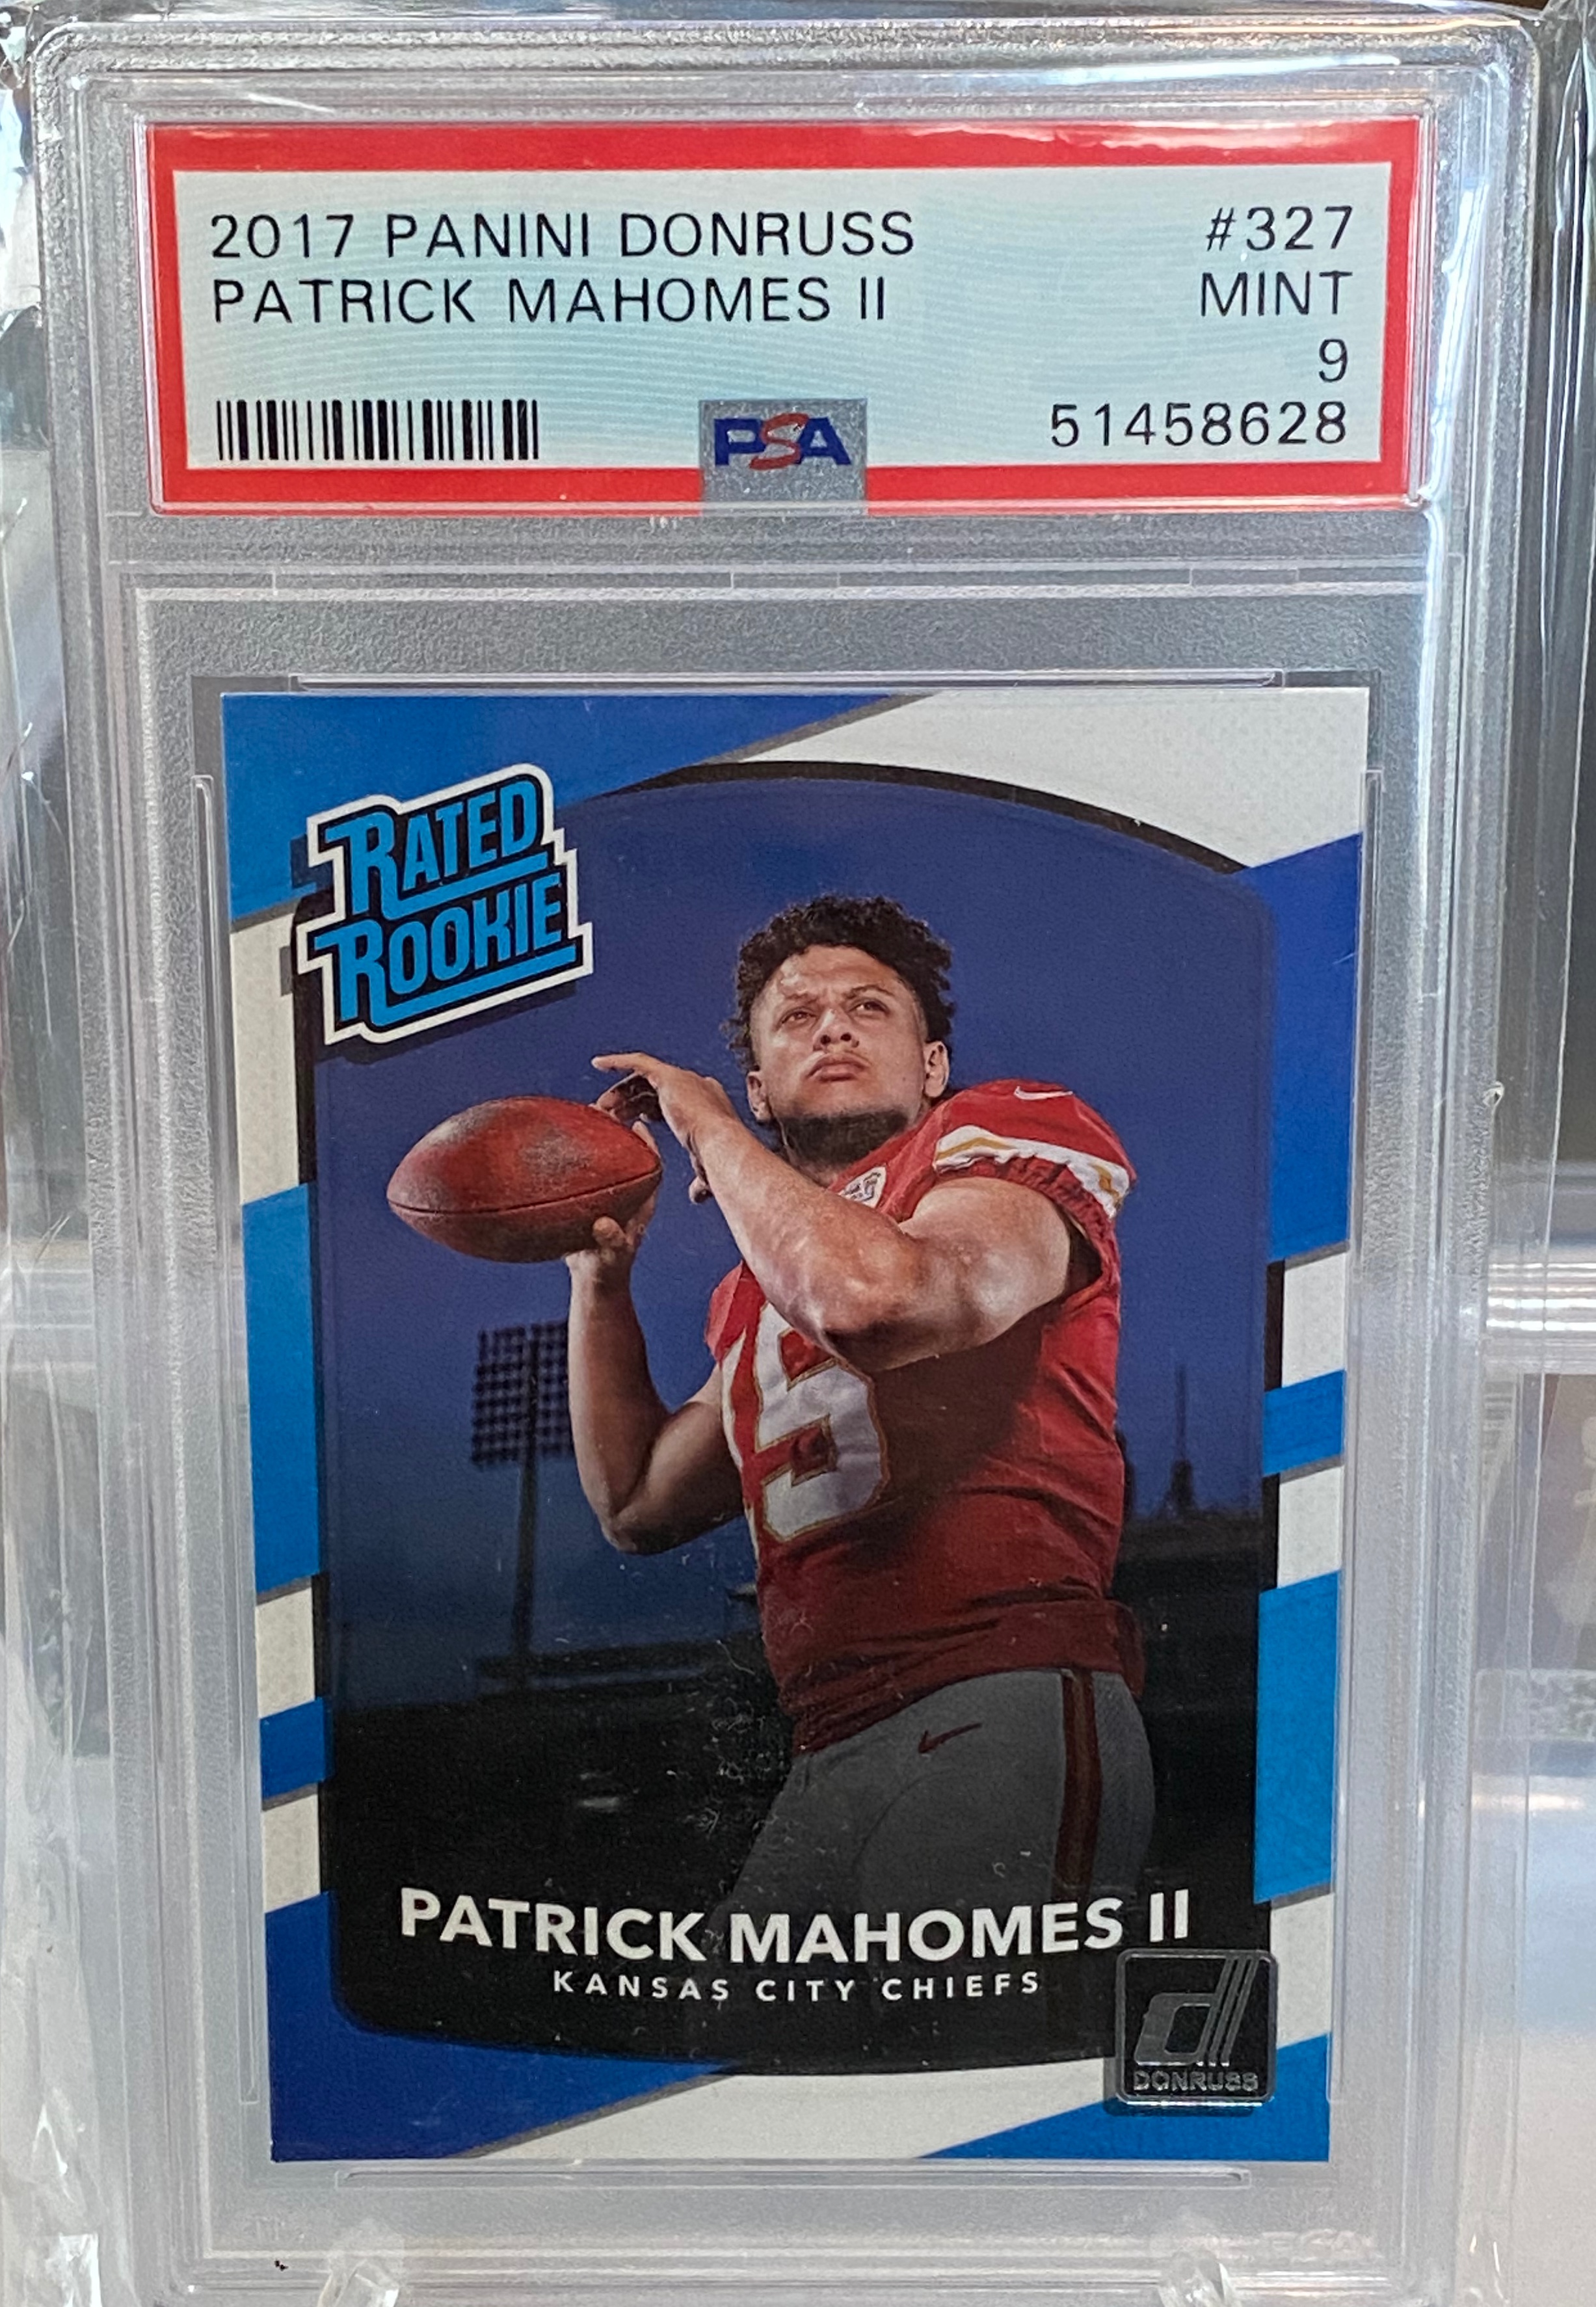 2017 PANINI DONRUSS #327
PATRICK MAHOMES II MINT
9
PSA 51458628
RATED
ROOKIE
5
PATRICK MAHOMES II
KANSAS CITY CHIEFS
d
DONRUSS